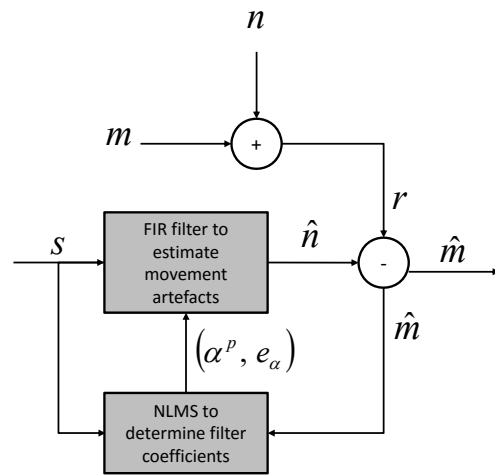 n
m
+
r
s
FIR filter to
estimate
movement
artefacts
n̂
-
m̂
m̂
(α^p, e_α)
NLMS to
determine filter
coefficients